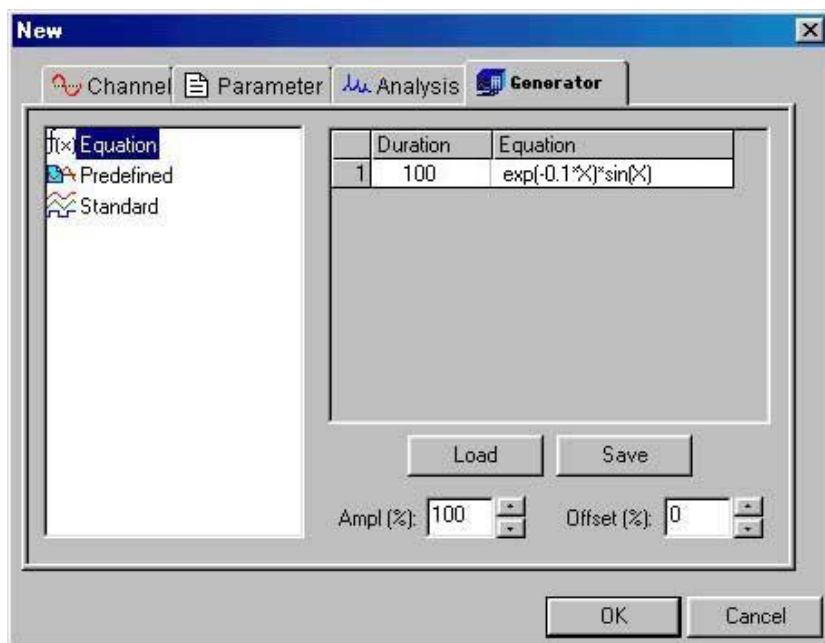 New
Channel Parameter Analysis Generator
f(x) Equation
Predefined
Standard
Duration Equation
1 100 exp(-0.1*X)*sin(X)
Load Save
Ampl (%): 100 Offset (%): 0
OK Cancel